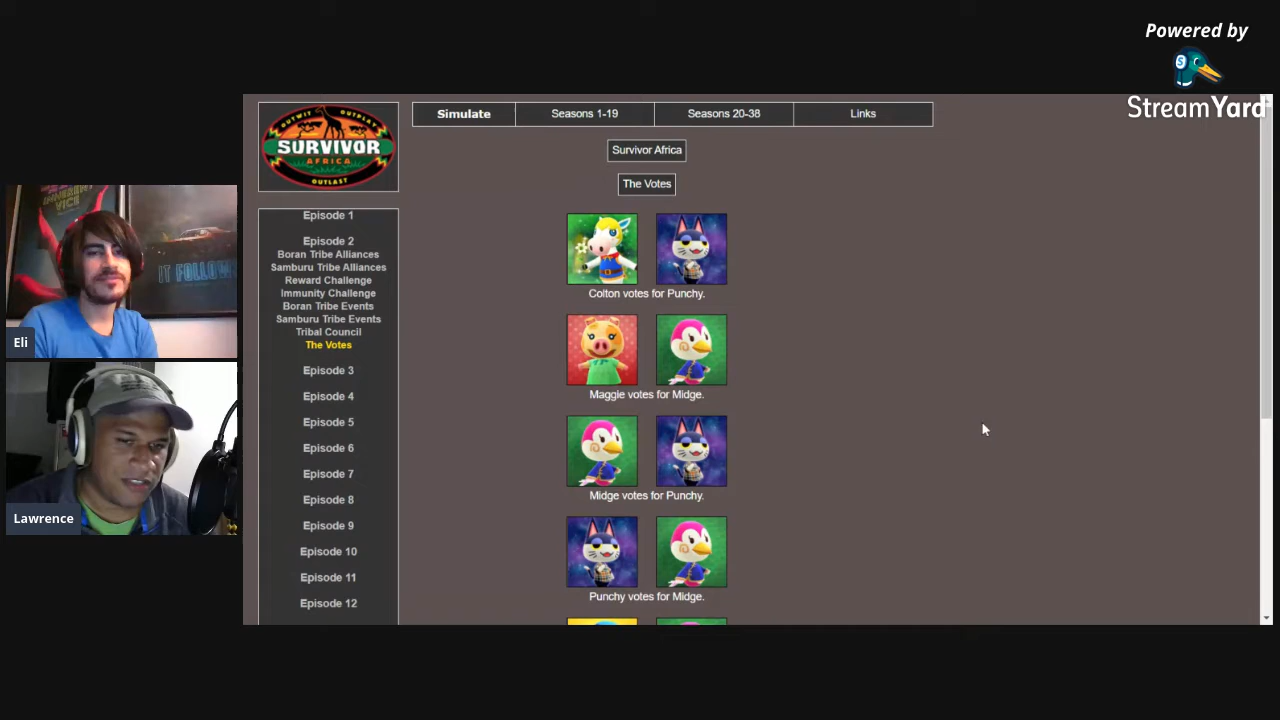 Powered by
StreamYard
OUTWIT OUTPLAY
SURVIVOR
AFRICA
OUTLAST
Simulate
Seasons 1-19
Seasons 20-38
Links
Survivor Africa
The Votes
Episode 1
Episode 2
Boran Tribe Alliances
Samburu Tribe Alliances
Reward Challenge
Immunity Challenge
Boran Tribe Events
Samburu Tribe Events
Tribal Council
The Votes
Episode 3
Episode 4
Episode 5
Episode 6
Episode 7
Episode 8
Episode 9
Episode 10
Episode 11
Episode 12
Colton votes for Punchy.
Maggie votes for Midge.
Midge votes for Punchy.
Punchy votes for Midge.
INHERENT
VICE
IT FOLLOWS
Eli
Lawrence